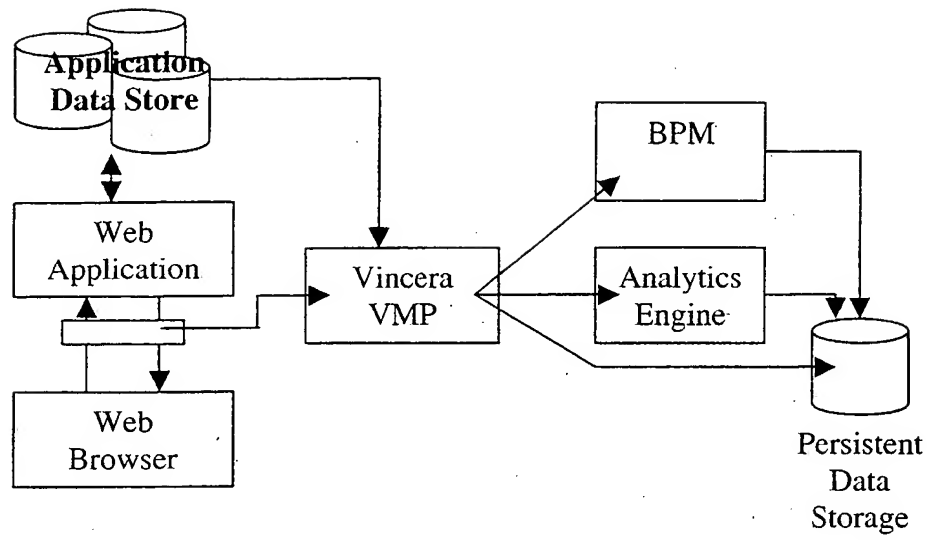 Application
Data Store
BPM
Web
Application
Vincera
VMP
Analytics
Engine
Web
Browser
Persistent
Data
Storage